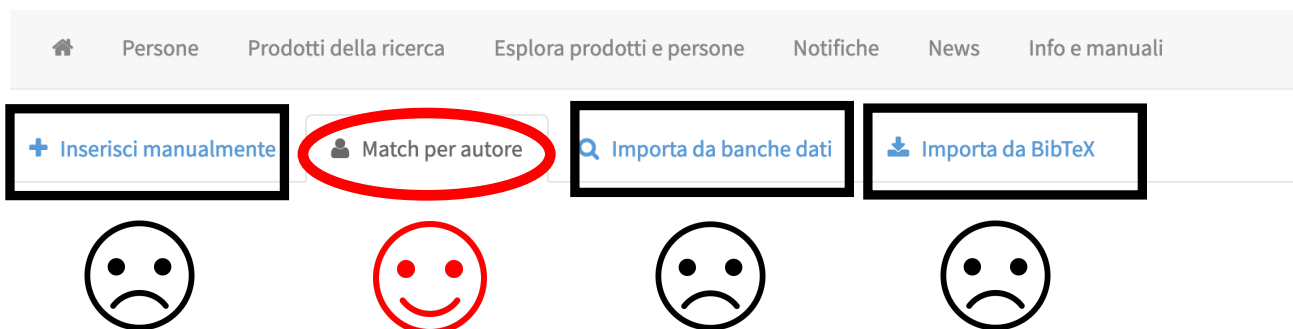 Persone Prodotti della ricerca Esplora prodotti e persone Notifiche News Info e manuali
Inserisci manualmente Match per autore Importa da banche dati Importa da BibTeX